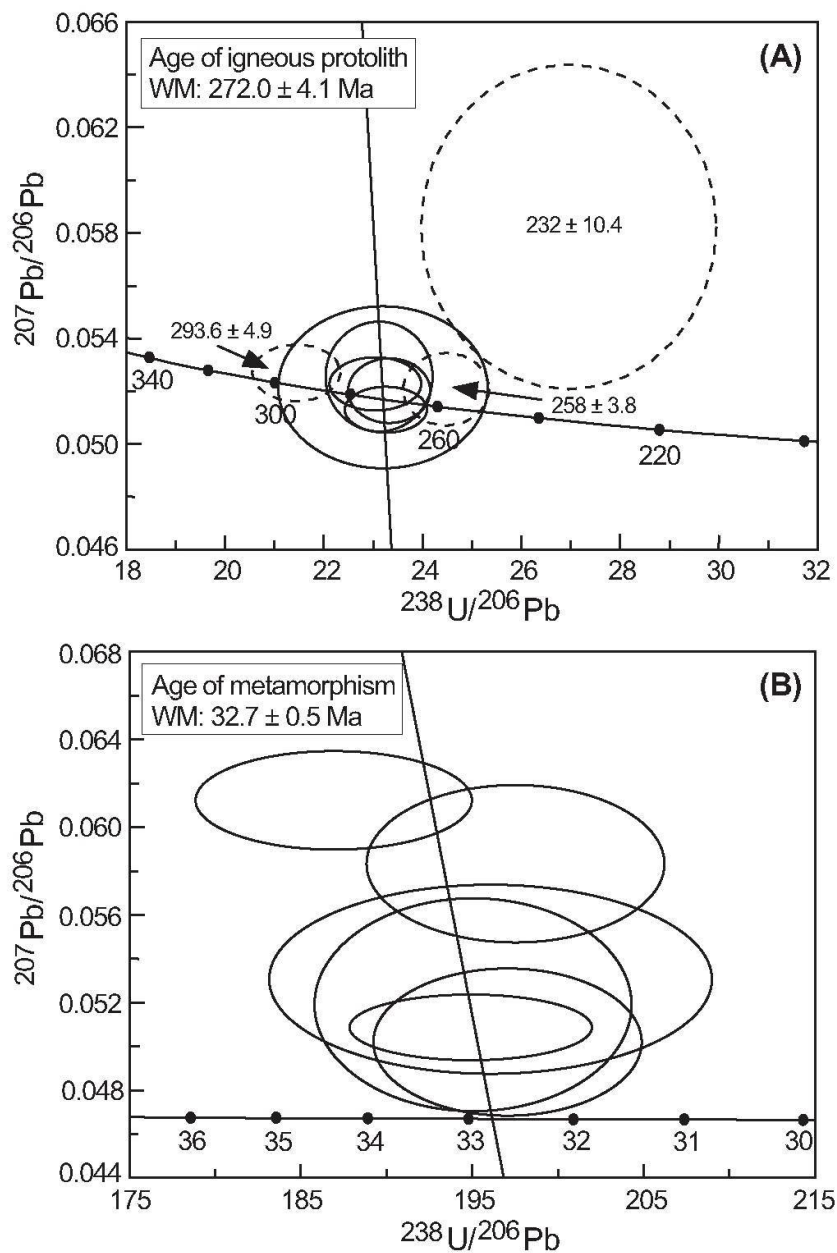 Age of igneous protolith
WM: 272.0 ± 4.1 Ma
(A)
0.066
0.062
0.058
0.054
0.050
0.046
207Pb/206Pb
232 ± 10.4
293.6 ± 4.9
258 ± 3.8
340
300
260
220
18
20
22
24
26
28
30
32
238U/206Pb
Age of metamorphism
WM: 32.7 ± 0.5 Ma
(B)
0.068
0.064
0.060
0.056
0.052
0.048
0.044
207Pb/206Pb
36
35
34
33
32
31
30
175
185
195
205
215
238U/206Pb